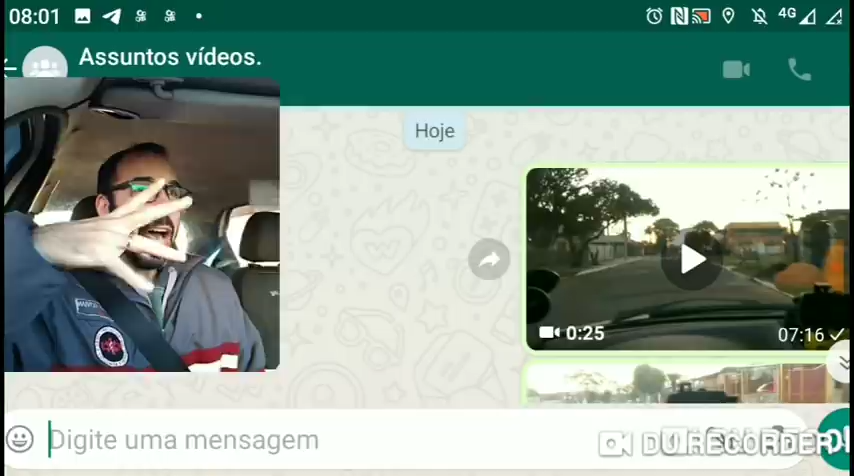 08:01
4G
Assuntos vídeos.
Hoje
0:25
07:16
Digite uma mensagem
DU RECORDER